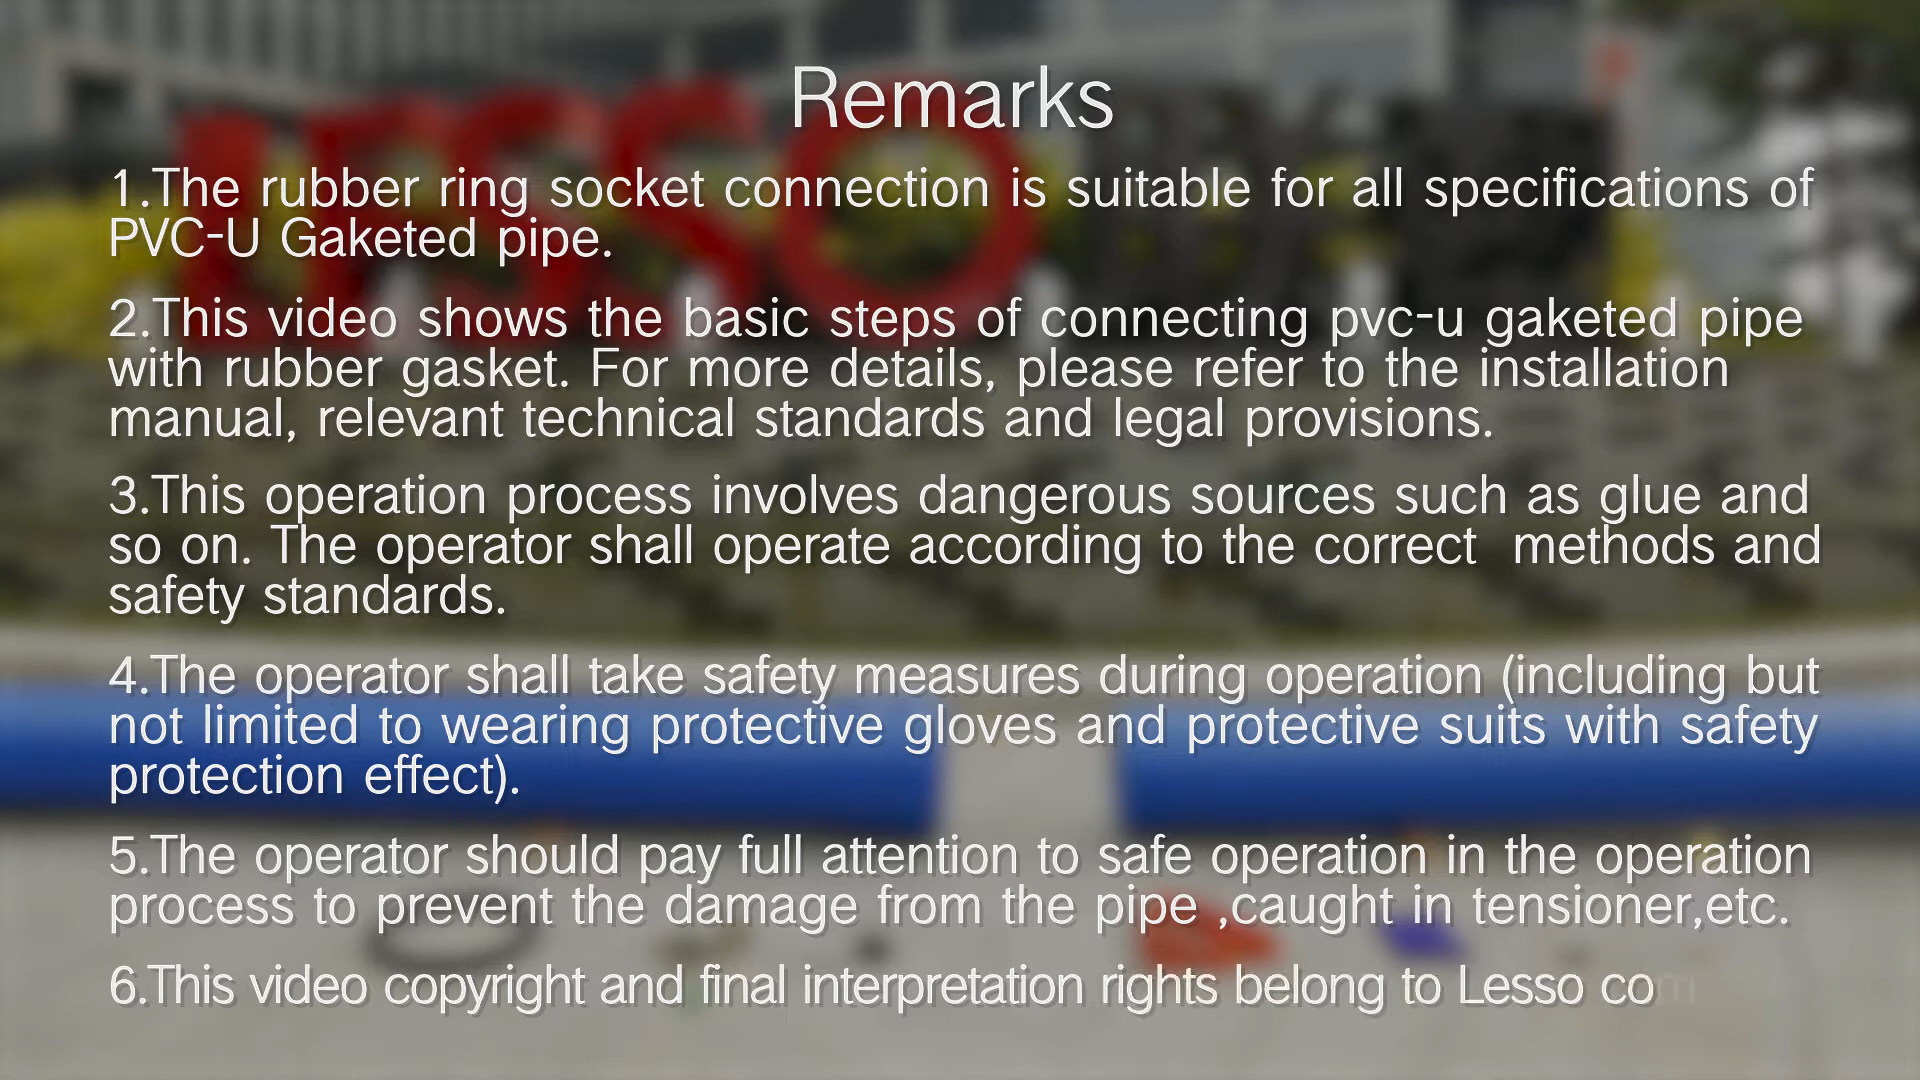 Remarks
1.The rubber ring socket connection is suitable for all specifications of
PVC-U Gaketed pipe.
2.This video shows the basic steps of connecting pvc-u gaketed pipe
with rubber gasket. For more details, please refer to the installation
manual, relevant technical standards and legal provisions.
3.This operation process involves dangerous sources such as glue and
so on. The operator shall operate according to the correct methods and
safety standards.
4.The operator shall take safety measures during operation (including but
not limited to wearing protective gloves and protective suits with safety
protection effect).
5.The operator should pay full attention to safe operation in the operation
process to prevent the damage from the pipe ,caught in tensioner,etc.
6.This video copyright and final interpretation rights belong to Lesso com
LESSO